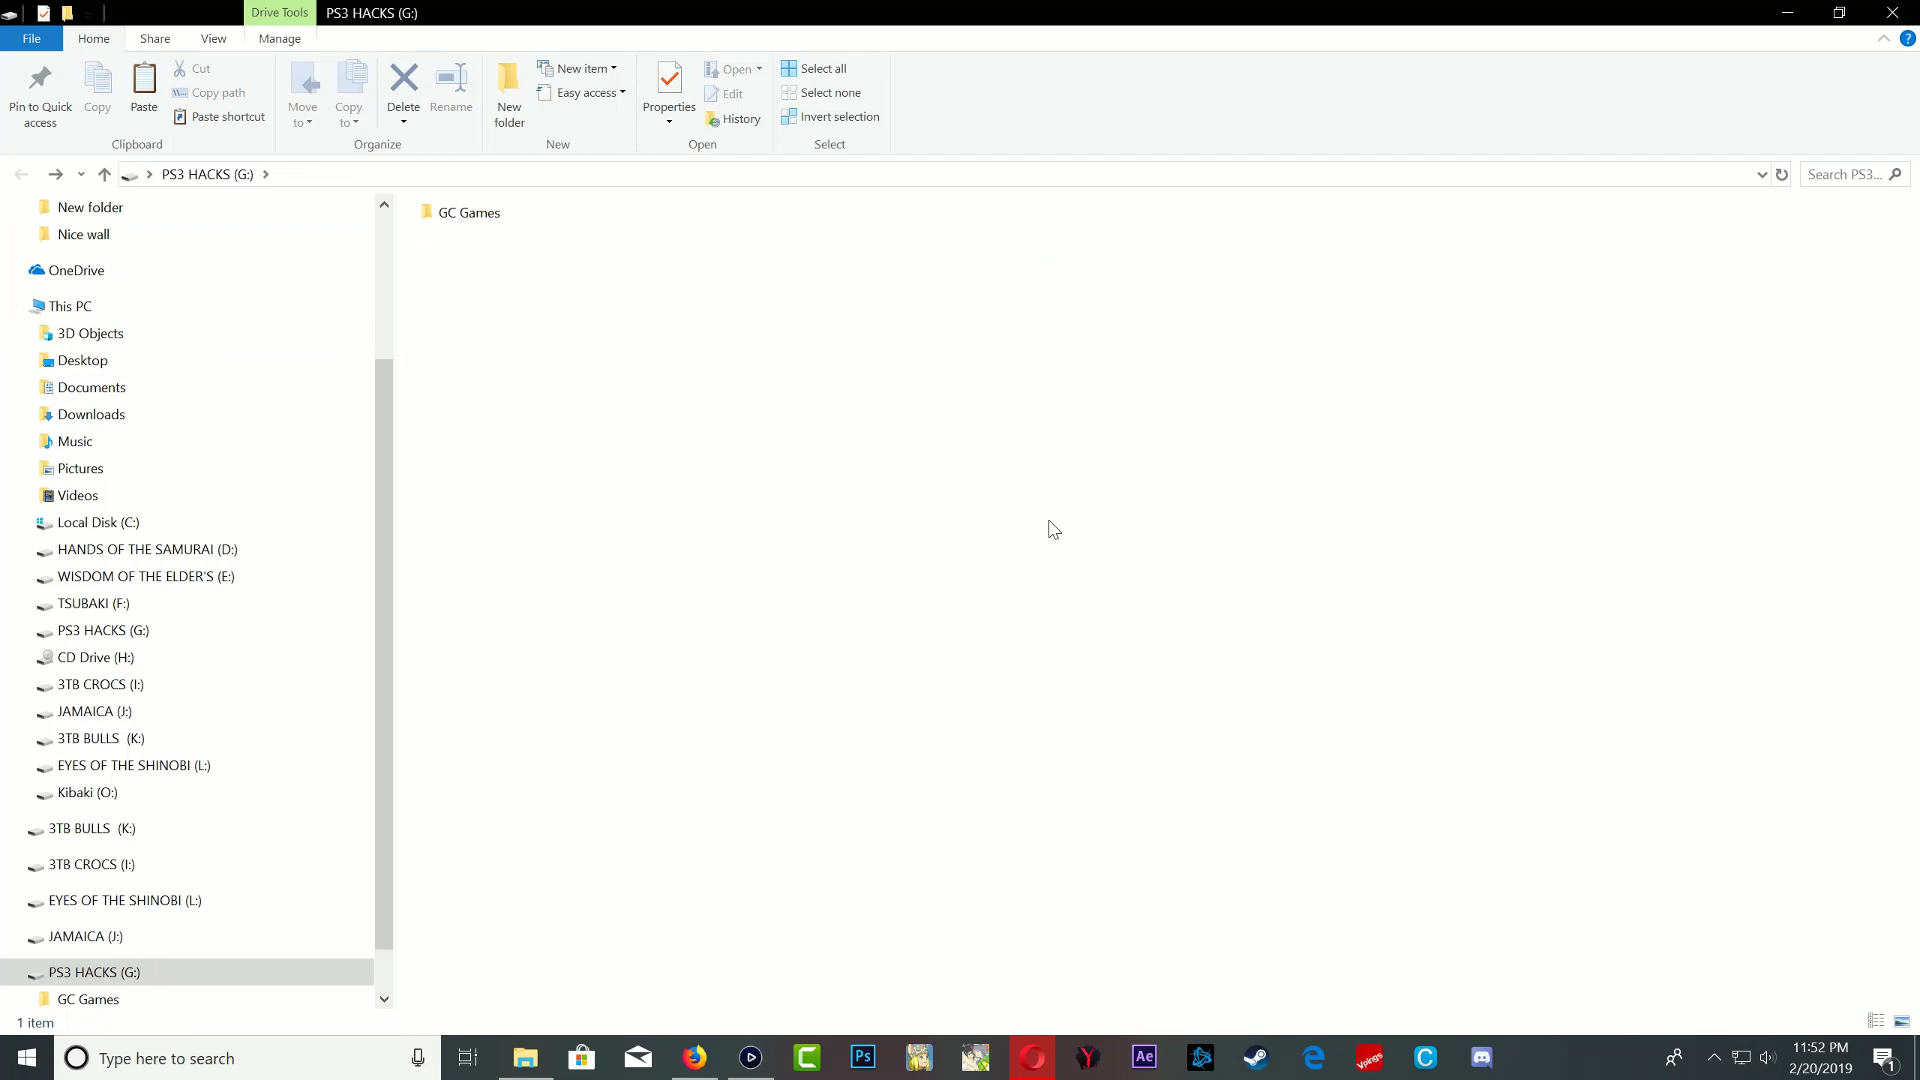 Drive Tools
PS3 HACKS (G:)
File
Home
Share
View
Manage
Pin to Quick
access
Copy
Paste
Cut
Copy path
Paste shortcut
Clipboard
Move
to
Copy
to
Delete
Rename
Organize
New
folder
New item
Easy access
New
Properties
Open
Edit
History
Open
Select all
Select none
Invert selection
Select
PS3 HACKS (G:)
Search PS3...
New folder
Nice wall
OneDrive
This PC
3D Objects
Desktop
Documents
Downloads
Music
Pictures
Videos
Local Disk (C:)
HANDS OF THE SAMURAI (D:)
WISDOM OF THE ELDER'S (E:)
TSUBAKI (F:)
PS3 HACKS (G:)
CD Drive (H:)
3TB CROCS (I:)
JAMAICA (J:)
3TB BULLS (K:)
EYES OF THE SHINOBI (L:)
Kibaki (O:)
3TB BULLS (K:)
3TB CROCS (I:)
EYES OF THE SHINOBI (L:)
JAMAICA (J:)
PS3 HACKS (G:)
GC Games
GC Games
1 item
Type here to search
Ps
Ae
Vpings
C
11:52 PM
2/20/2019
1